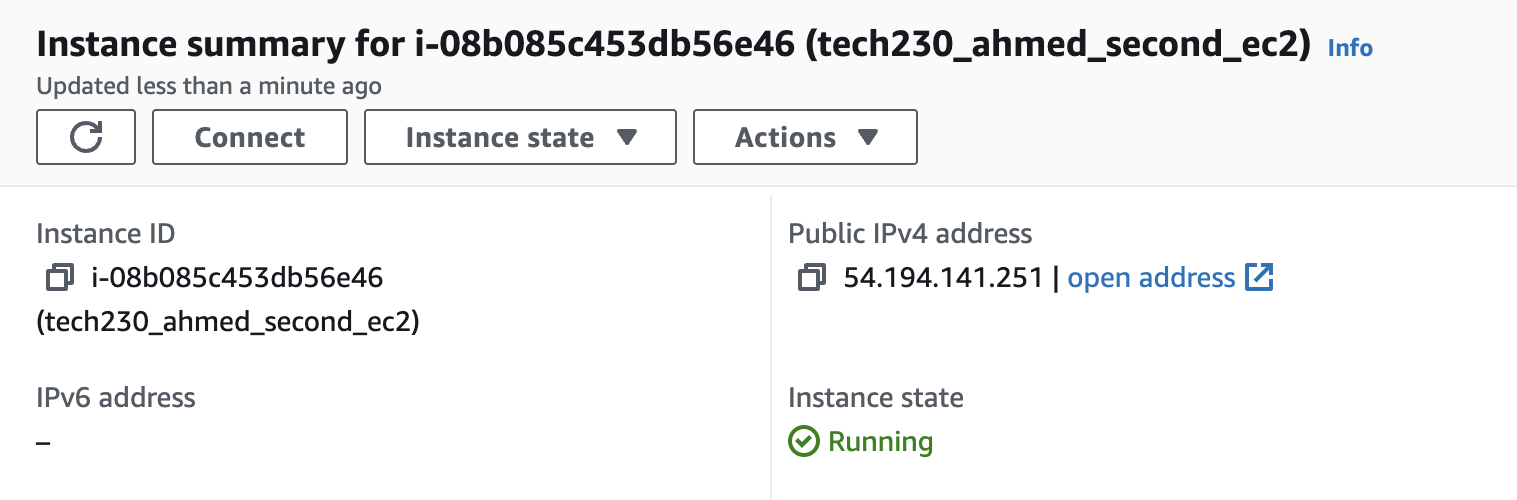 Instance summary for i-08b085c453db56e46 (tech230_ahmed_second_ec2) Info
Updated less than a minute ago
Connect Instance state Actions
Instance ID
i-08b085c453db56e46
(tech230_ahmed_second_ec2)
Public IPv4 address
54.194.141.251 | open address
IPv6 address
–
Instance state
Running